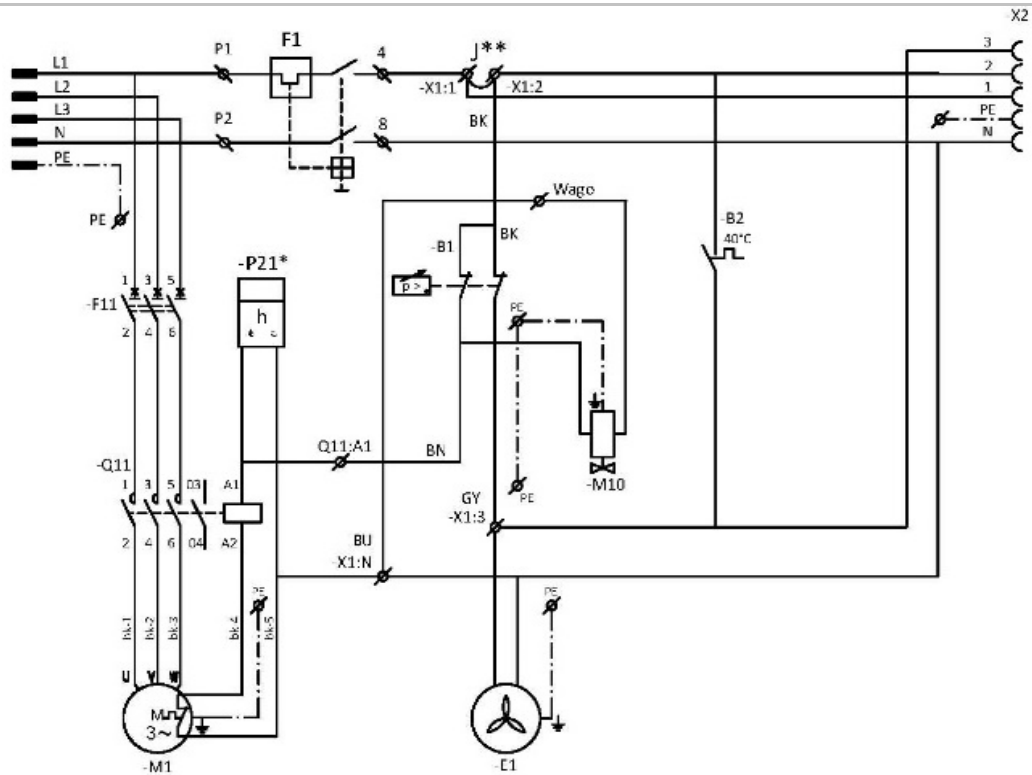 -X2
F1
P1
4
J**
3
L1
2
-X1:1
-X1:2
L2
1
L3
P2
8
BK
PE
N
N
PE
Wago
PE
-B2
-B1
BK
40°C
-P21*
p >
1 3 5
PE
-F11
h
2 4 6
Q11:A1
BN
-Q11
-M10
1 3 5 03 A1
PE
GY
-X1:3
2 4 6 04 A2
BU
-X1:N
PE
PE
bk-1
bk-2
bk-3
bk-4
bk-5
U V W
M
3~
-M1
-E1